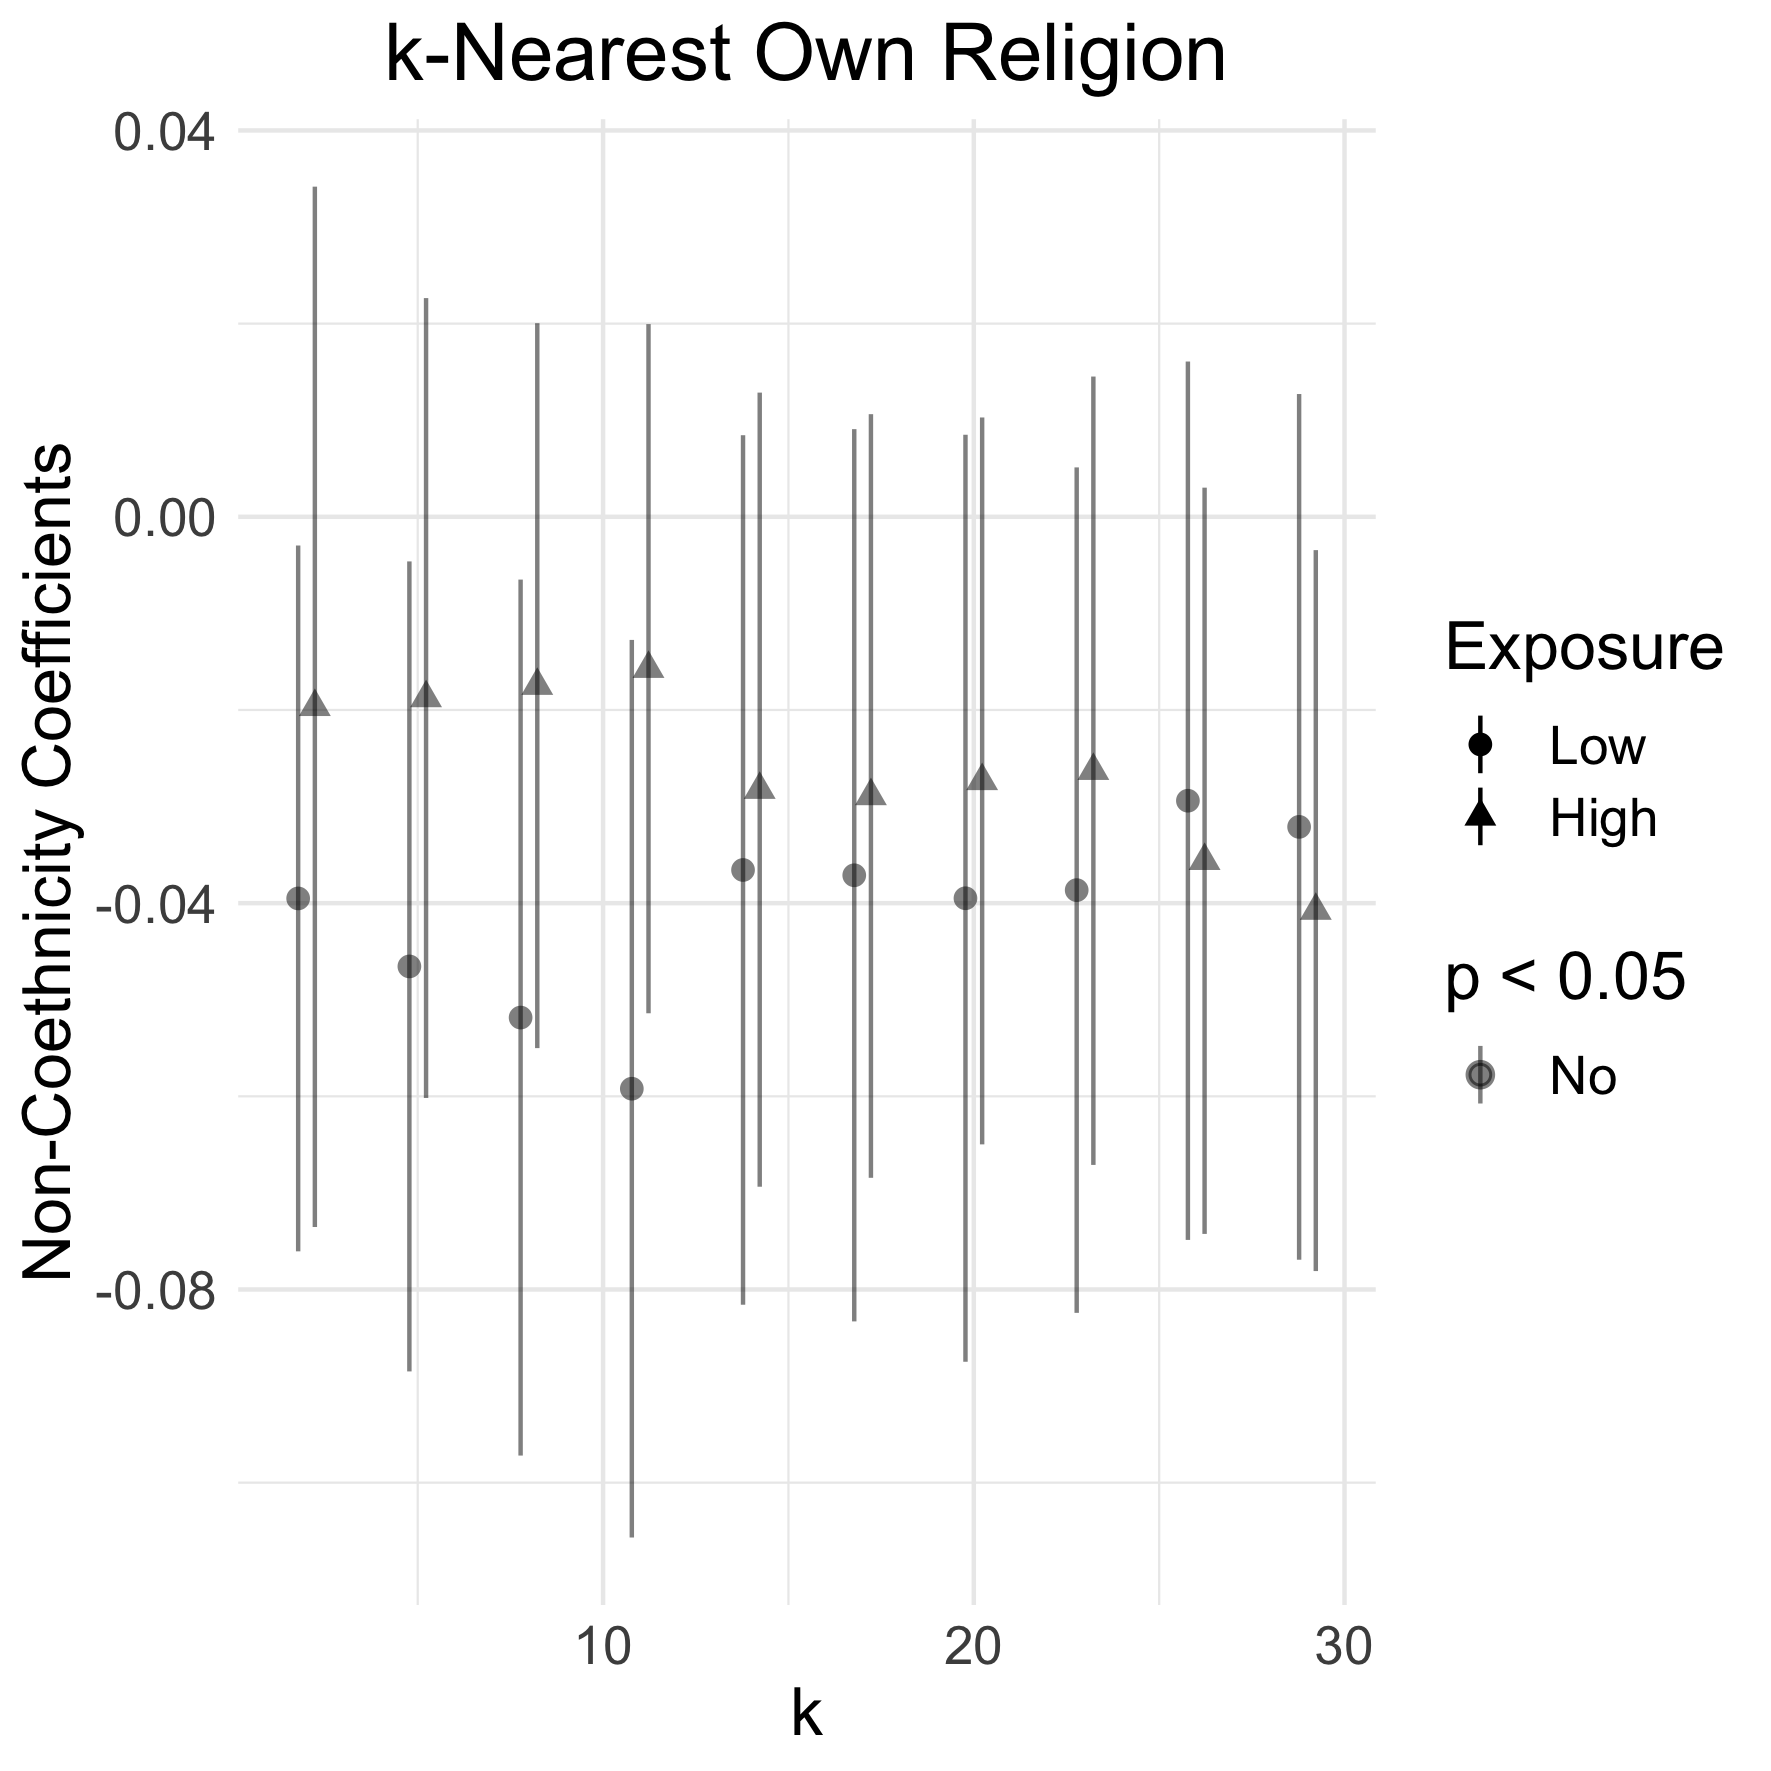 k-Nearest Own Religion
0.04
0.00
-0.04
-0.08
Non-Coethnicity Coefficients
10
20
30
k
Exposure
Low
High
p < 0.05
No